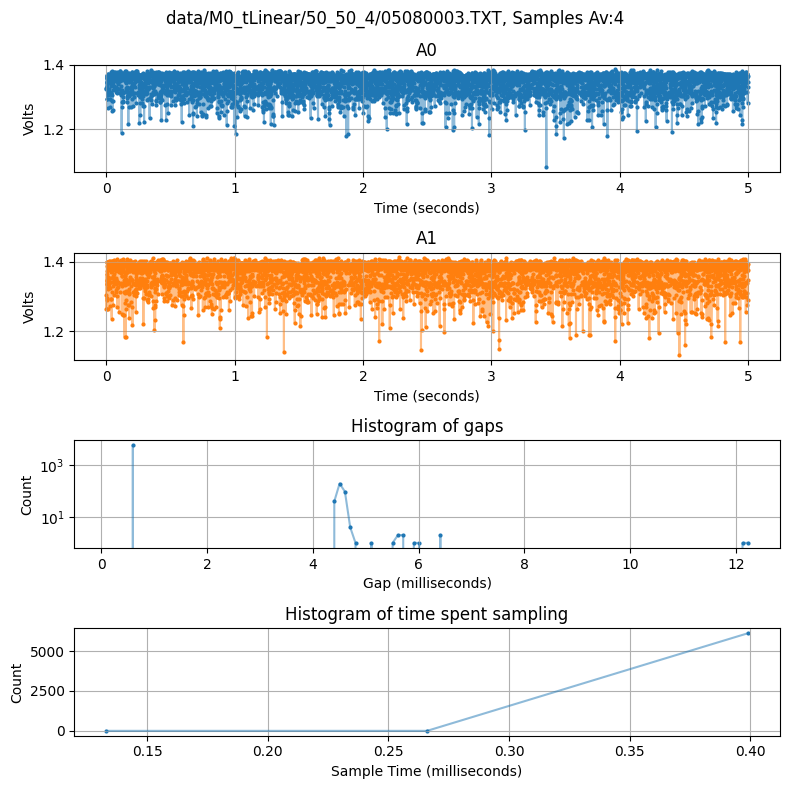 data/M0_tLinear/50_50_4/05080003.TXT, Samples Av:4
A0
1.4
1.2
Volts
0 1 2 3 4 5
Time (seconds)
A1
1.4
1.2
Volts
0 1 2 3 4 5
Time (seconds)
Histogram of gaps
10³
10¹
Count
0 2 4 6 8 10 12
Gap (milliseconds)
Histogram of time spent sampling
5000
2500
0
Count
0.15 0.20 0.25 0.30 0.35 0.40
Sample Time (milliseconds)